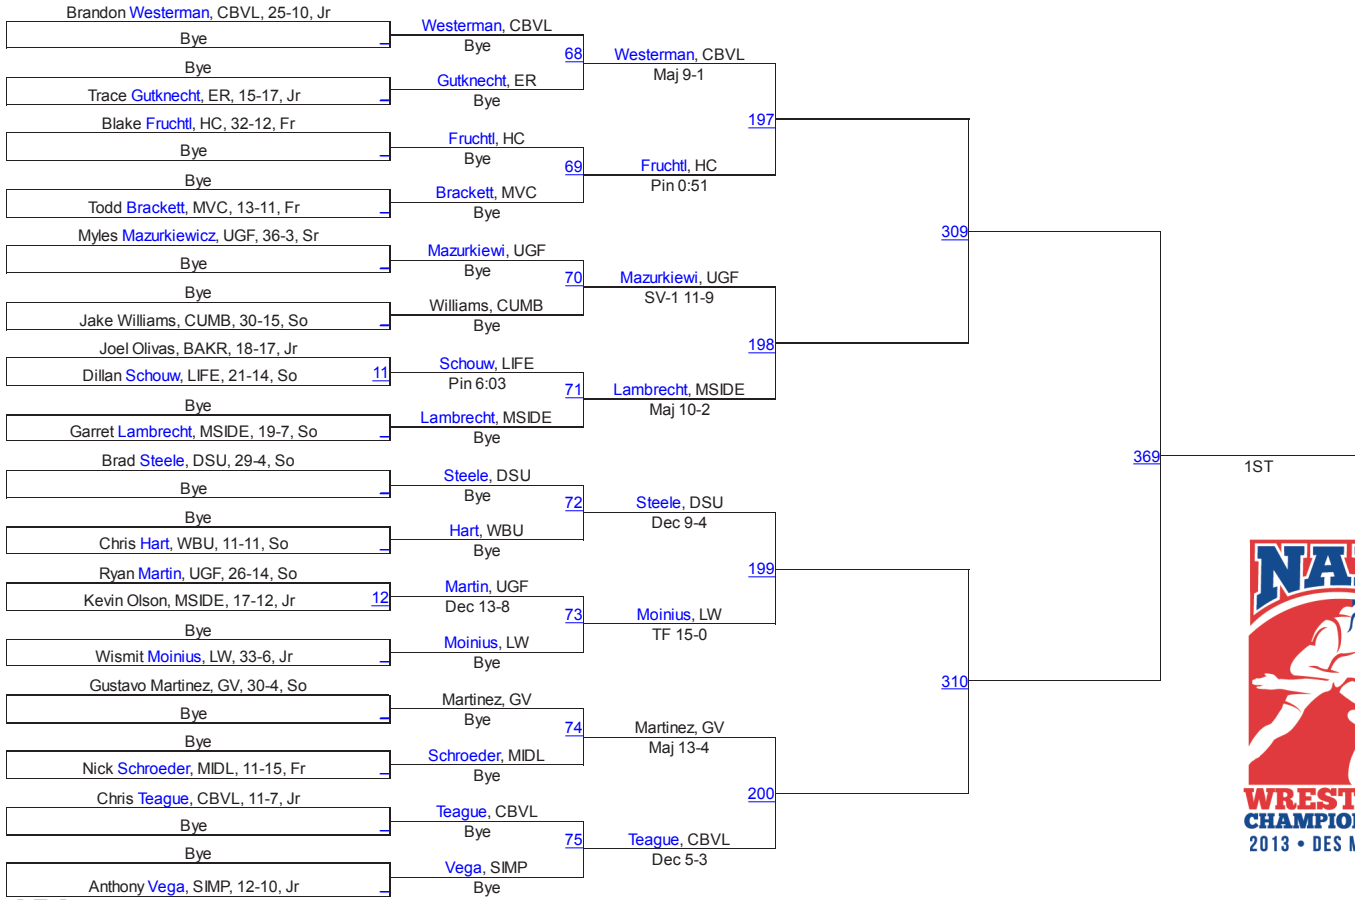 Brandon Westerman, CBVL, 25-10, Jr
Bye
Bye
Trace Gutknecht, ER, 15-17, Jr
Blake Fruchtl, HC, 32-12, Fr
Bye
Bye
Todd Brackett, MVC, 13-11, Fr
Myles Mazurkiewicz, UGF, 36-3, Sr
Bye
Bye
Jake Williams, CUMB, 30-15, So
Joel Olivas, BAKR, 18-17, Jr
Dillan Schouw, LIFE, 21-14, So
11
Bye
Garret Lambrecht, MSIDE, 19-7, So
Brad Steele, DSU, 29-4, So
Bye
Bye
Chris Hart, WBU, 11-11, So
Ryan Martin, UGF, 26-14, So
Kevin Olson, MSIDE, 17-12, Jr
12
Bye
Wismit Moinius, LW, 33-6, Jr
Gustavo Martinez, GV, 30-4, So
Bye
Bye
Nick Schroeder, MIDL, 11-15, Fr
Chris Teague, CBVL, 11-7, Jr
Bye
Bye
Anthony Vega, SIMP, 12-10, Jr
Westerman, CBVL
Bye
68
Gutknecht, ER
Bye
Fruchtl, HC
Bye
69
Brackett, MVC
Bye
Mazurkiewi, UGF
Bye
70
Williams, CUMB
Bye
Schouw, LIFE
Pin 6:03
71
Lambrecht, MSIDE
Bye
Steele, DSU
Bye
72
Hart, WBU
Bye
Martin, UGF
Dec 13-8
73
Moinius, LW
Bye
Martinez, GV
Bye
74
Schroeder, MIDL
Bye
Teague, CBVL
Bye
75
Vega, SIMP
Bye
Westerman, CBVL
Maj 9-1
197
Fruchtl, HC
Pin 0:51
Mazurkiewi, UGF
SV-1 11-9
198
Lambrecht, MSIDE
Maj 10-2
Steele, DSU
Dec 9-4
199
Moinius, LW
TF 15-0
Martinez, GV
Maj 13-4
200
Teague, CBVL
Dec 5-3
309
310
369
1ST
NA
WREST
CHAMPION
2013 • DES M